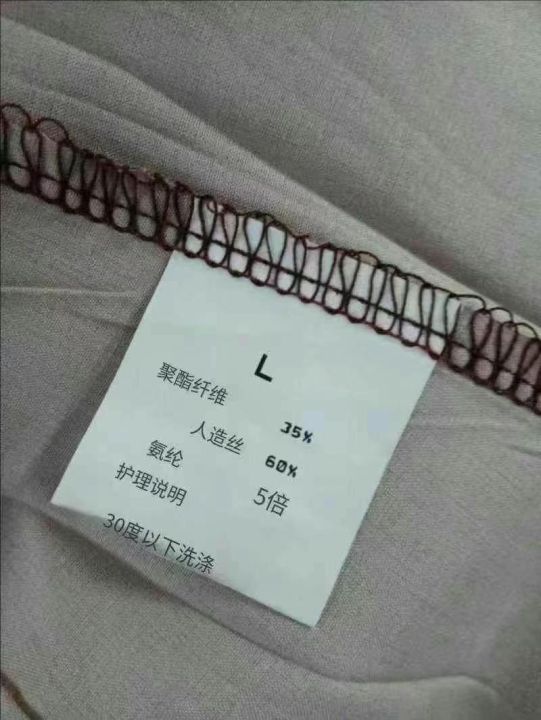 L
聚酯纤维 35%
人造丝 60%
氨纶 5倍
护理说明
30度以下洗涤